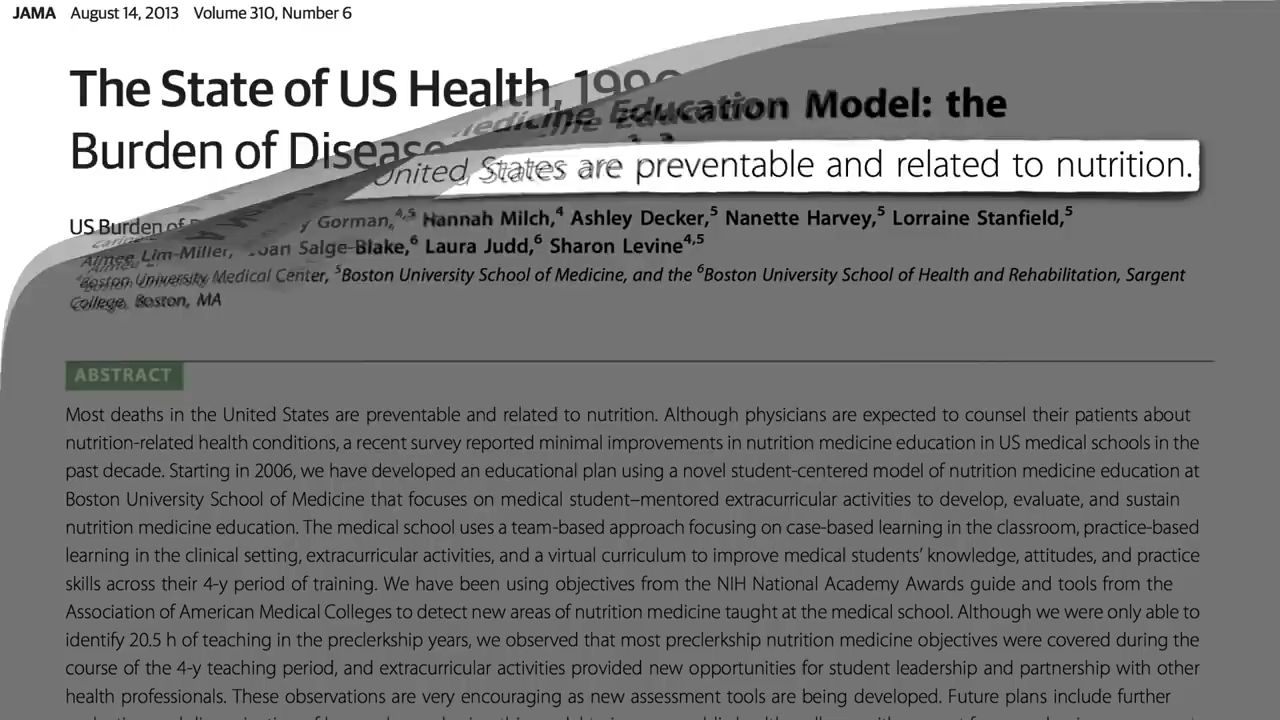 JAMA August 14, 2013 Volume 310, Number 6
The State of US Health, 1990
Medicine Education Model: the
Burden of Disease
United States are preventable and related to nutrition.
US Burden of
Gorman,4,5 Hannah Milch,4 Ashley Decker,5 Nanette Harvey,5 Lorraine Stanfield,5
Aimee Lim-Miller, Joan Salge-Blake,6 Laura Judd,6 Sharon Levine4,5
Boston University Medical Center, 5Boston University School of Medicine, and the 6Boston University School of Health and Rehabilitation, Sargent
College, Boston, MA
ABSTRACT
Most deaths in the United States are preventable and related to nutrition. Although physicians are expected to counsel their patients about
nutrition-related health conditions, a recent survey reported minimal improvements in nutrition medicine education in US medical schools in the
past decade. Starting in 2006, we have developed an educational plan using a novel student-centered model of nutrition medicine education at
Boston University School of Medicine that focuses on medical student–mentored extracurricular activities to develop, evaluate, and sustain
nutrition medicine education. The medical school uses a team-based approach focusing on case-based learning in the classroom, practice-based
learning in the clinical setting, extracurricular activities, and a virtual curriculum to improve medical students' knowledge, attitudes, and practice
skills across their 4-y period of training. We have been using objectives from the NIH National Academy Awards guide and tools from the
Association of American Medical Colleges to detect new areas of nutrition medicine taught at the medical school. Although we were only able to
identify 20.5 h of teaching in the preclerkship years, we observed that most preclerkship nutrition medicine objectives were covered during the
course of the 4-y teaching period, and extracurricular activities provided new opportunities for student leadership and partnership with other
health professionals. These observations are very encouraging as new assessment tools are being developed. Future plans include further